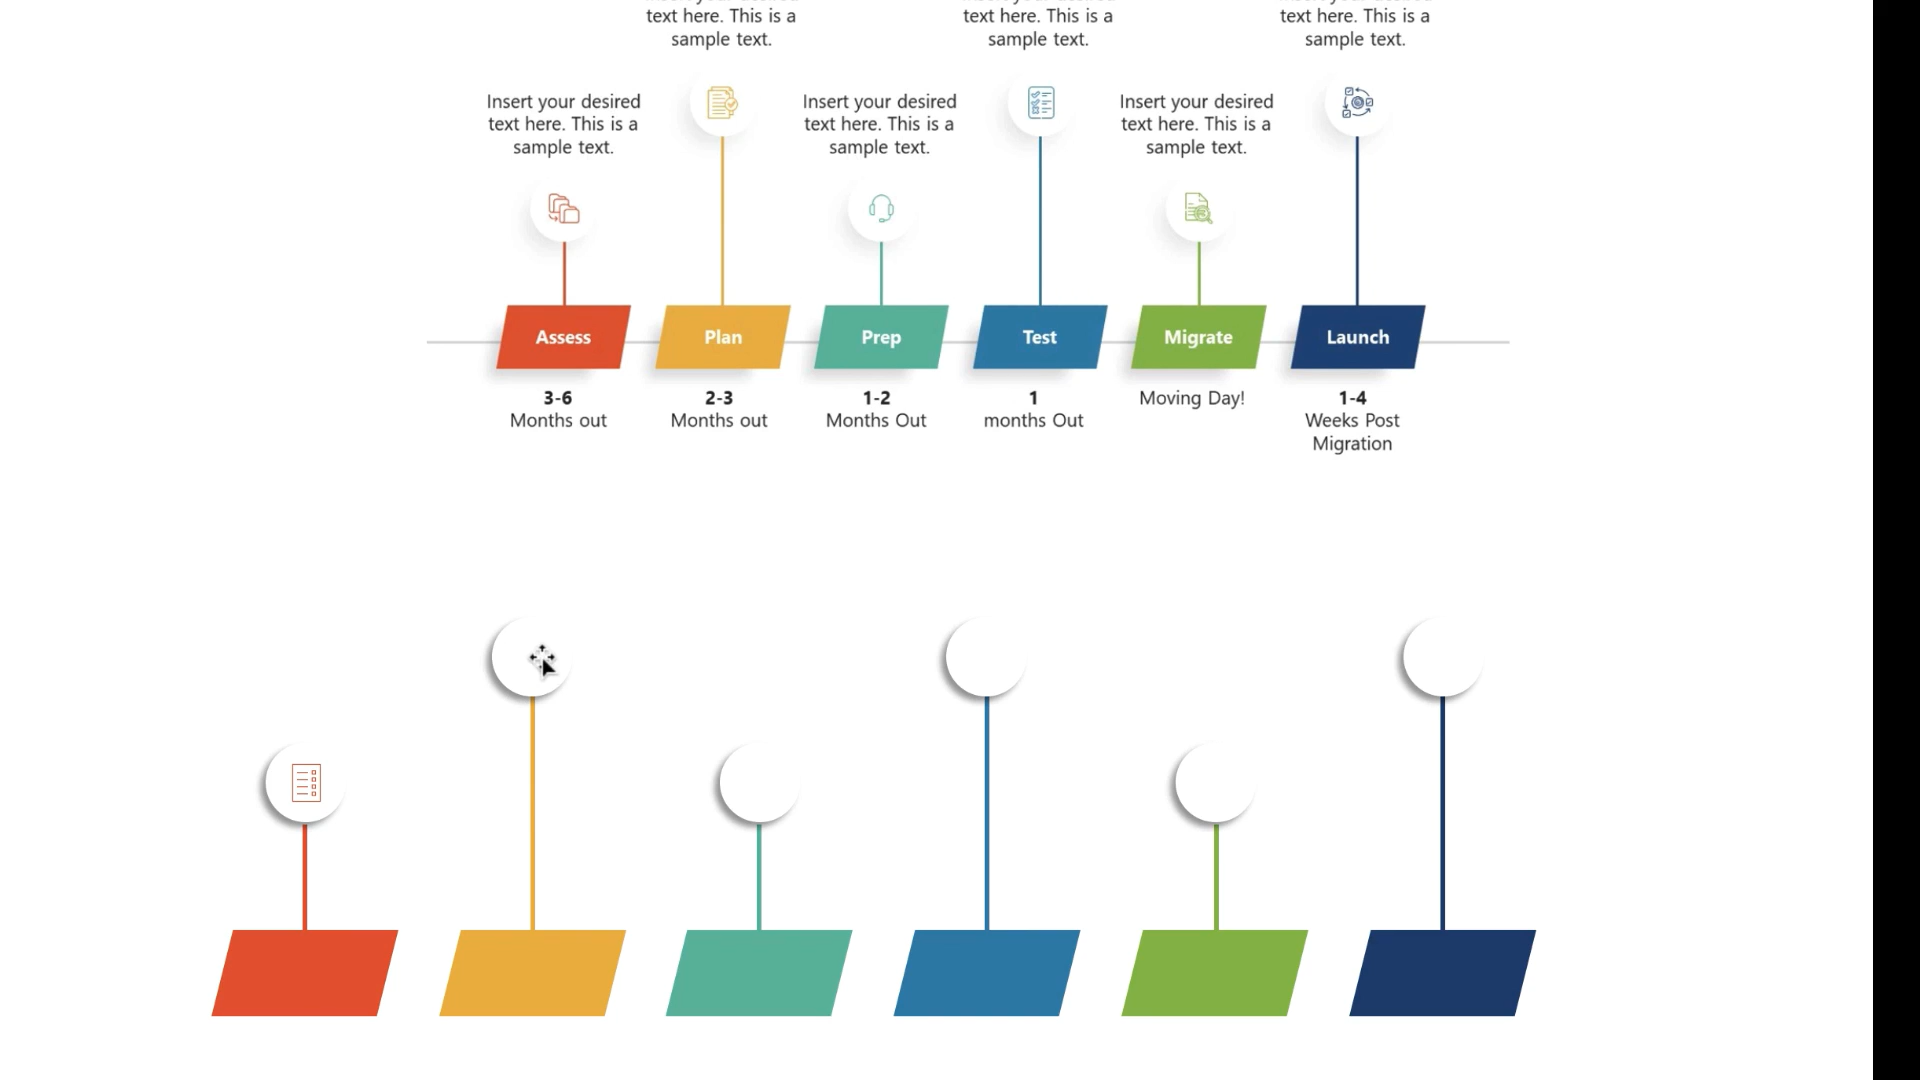 text here. This is a
sample text.
text here. This is a
sample text.
text here. This is a
sample text.
Insert your desired
text here. This is a
sample text.
Insert your desired
text here. This is a
sample text.
Insert your desired
text here. This is a
sample text.
Assess
Plan
Prep
Test
Migrate
Launch
3-6
Months out
2-3
Months out
1-2
Months Out
1
months Out
Moving Day!
1-4
Weeks Post
Migration